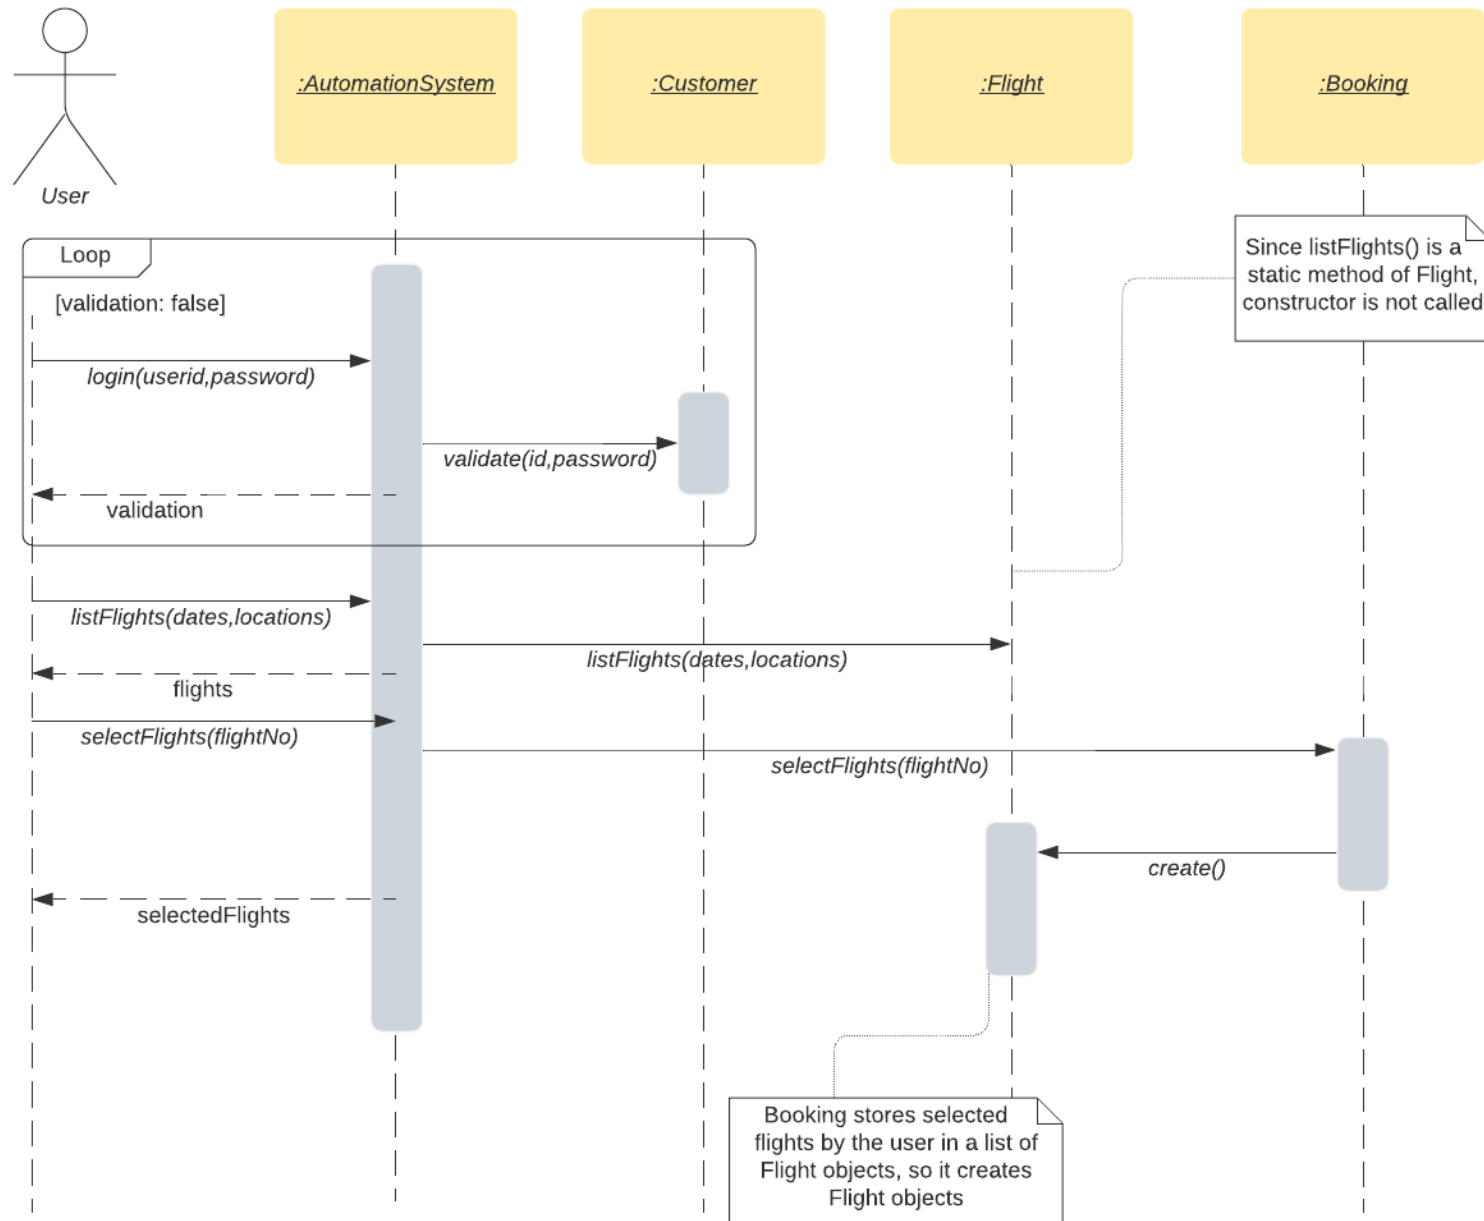 :AutomationSystem
:Customer
:Flight
:Booking
User
Loop
[validation: false]
Since listFlights() is a
static method of Flight,
constructor is not called
login(userid,password)
validate(id,password)
validation
listFlights(dates,locations)
listFlights(dates,locations)
flights
selectFlights(flightNo)
selectFlights(flightNo)
create()
selectedFlights
Booking stores selected
flights by the user in a list of
Flight objects, so it creates
Flight objects